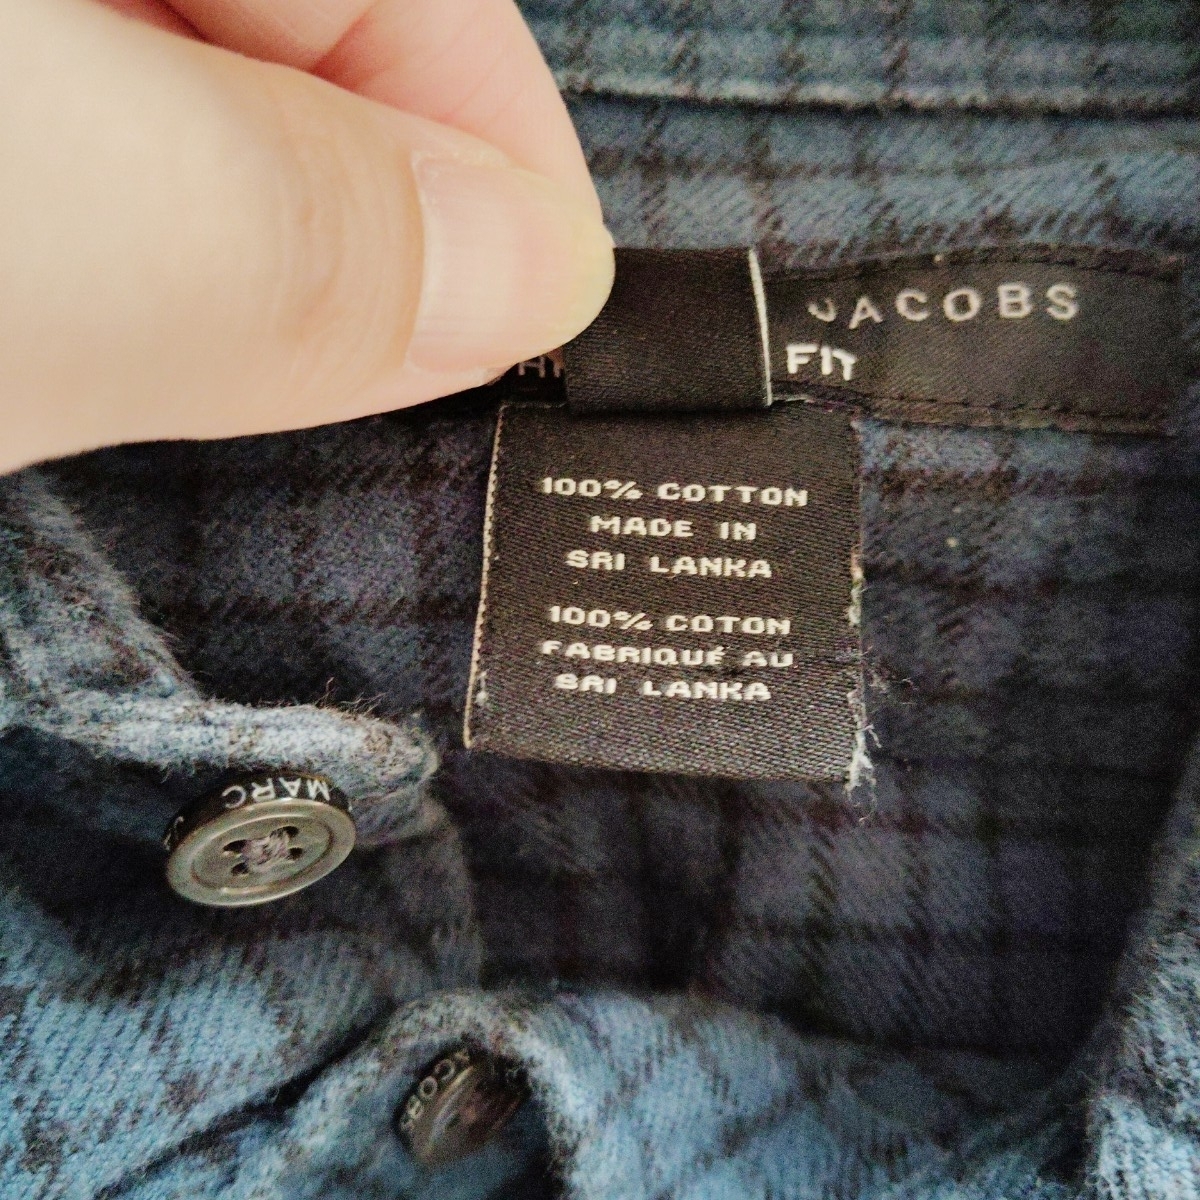 JACOBS
FIT
100% COTTON
MADE IN
SRI LANKA
100% COTON
FABRIQUÉ AU
SRI LANKA
MARC
JACOBS